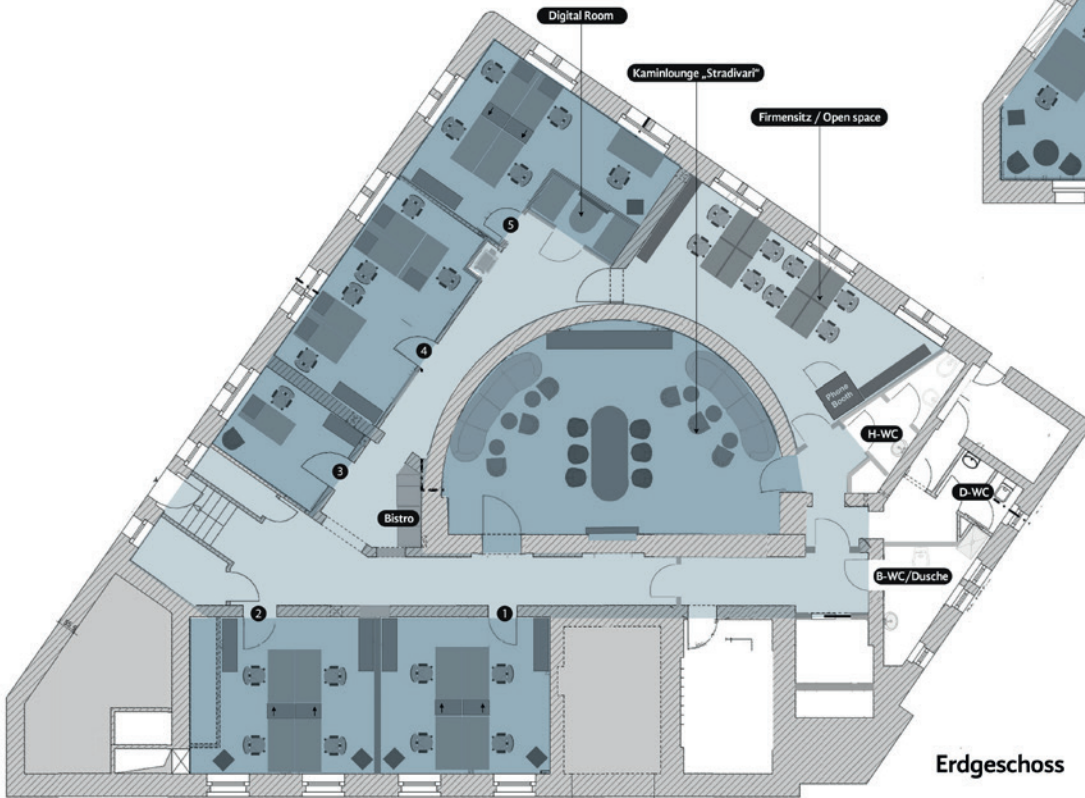 Digital Room
Kaminlounge „Stradivari“
Firmensitz / Open space
5
4
3
Phone
Booth
H-WC
D-WC
Bistro
B-WC/Dusche
2
1
Erdgeschoss